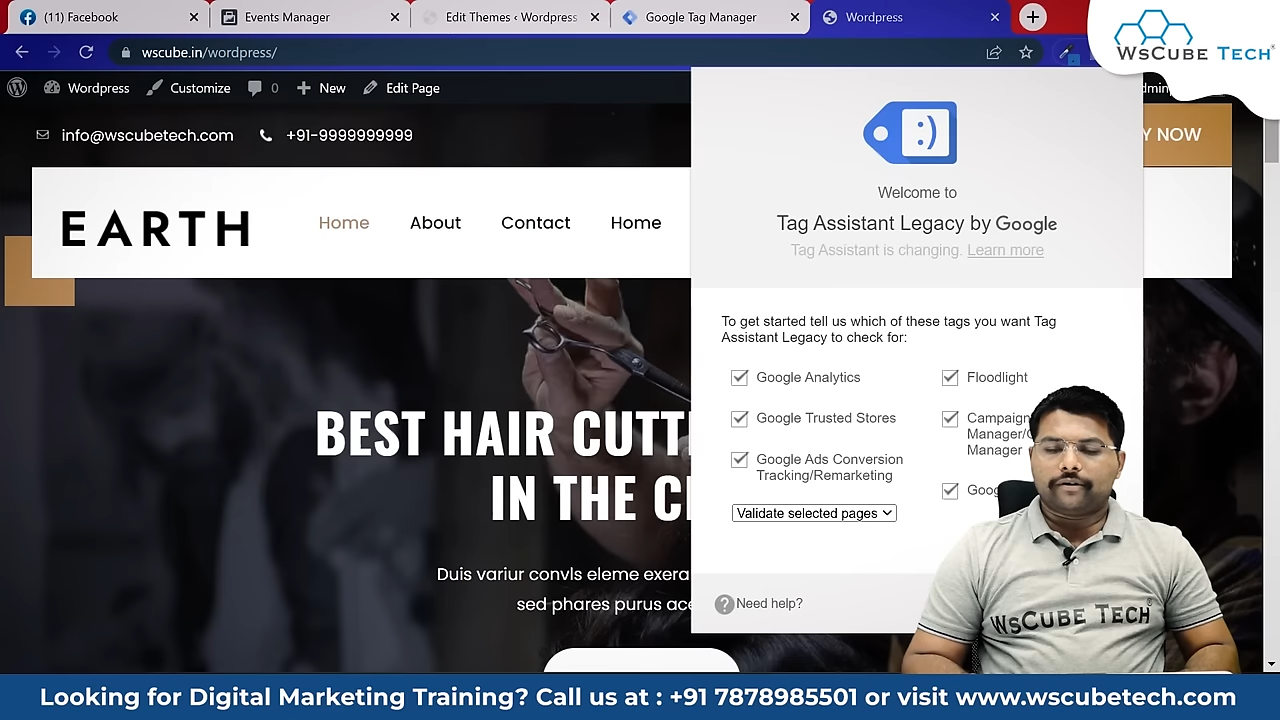 (11) Facebook
Events Manager
Edit Themes ‹ Wordpress
Google Tag Manager
Wordpress
wscube.in/wordpress/
WsCube Tech
Wordpress
Customize
0
New
Edit Page
info@wscubetech.com
+91-9999999999
Y NOW
EARTH
Home
About
Contact
Home
BEST HAIR CUTT
IN THE C
Duis variur convls eleme exera
sed phares purus ace
Welcome to
Tag Assistant Legacy by Google
Tag Assistant is changing. Learn more
To get started tell us which of these tags you want Tag
Assistant Legacy to check for:
Google Analytics
Floodlight
Google Trusted Stores
Campaign
Manager/
Manager
Google Ads Conversion
Tracking/Remarketing
Goog
Validate selected pages
Need help?
WsCube Tech
Looking for Digital Marketing Training? Call us at : +91 7878985501 or visit www.wscubetech.com